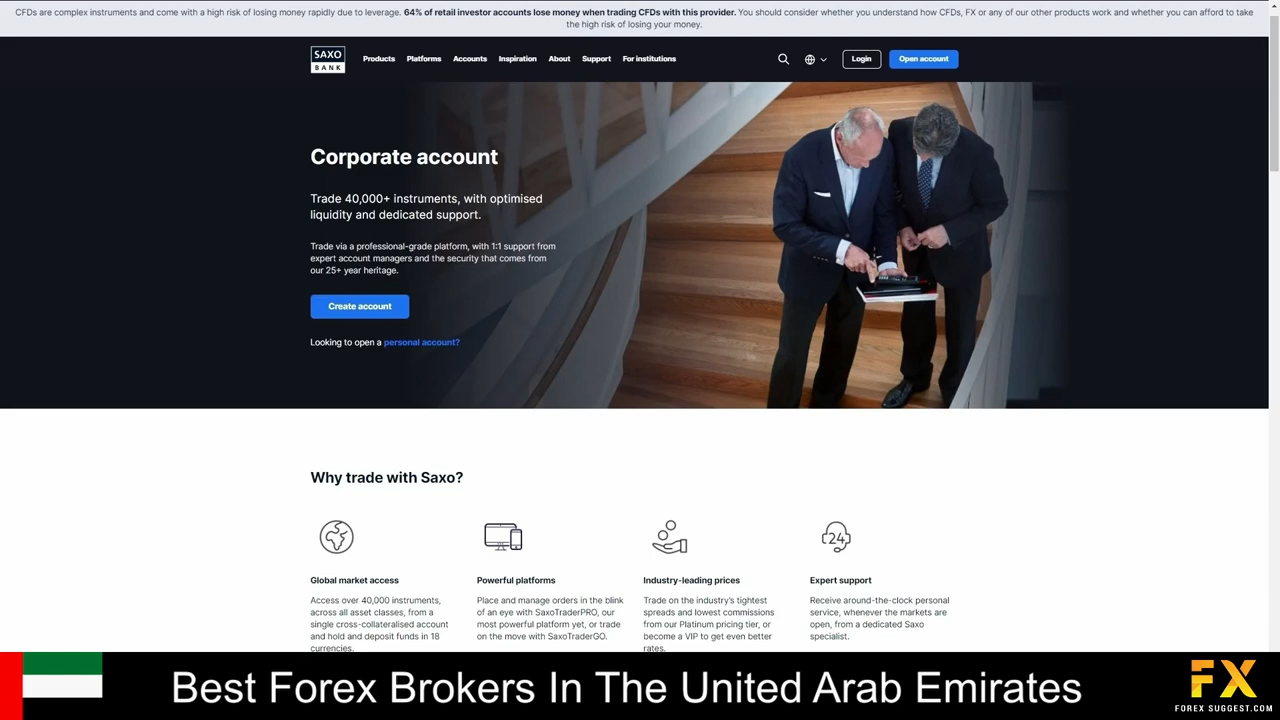 CFDs are complex instruments and come with a high risk of losing money rapidly due to leverage. 64% of retail investor accounts lose money when trading CFDs with this provider. You should consider whether you understand how CFDs, FX or any of our other products work and whether you can afford to take
the high risk of losing your money.
SAXO
BANK
Products Platforms Accounts Inspiration About Support For institutions Login Open account
Corporate account
Trade 40,000+ instruments, with optimised
liquidity and dedicated support.
Trade via a professional-grade platform, with 1:1 support from
expert account managers and the security that comes from
our 25+ year heritage.
Create account
Looking to open a personal account?
Why trade with Saxo?
Global market access
Access over 40,000 instruments,
across all asset classes, from a
single cross-collateralised account
and hold and deposit funds in 18
currencies.
Powerful platforms
Place and manage orders in the blink
of an eye with SaxoTraderPRO, our
most powerful platform yet, or trade
on the move with SaxoTraderGO.
Industry-leading prices
Trade on the industry's tightest
spreads and lowest commissions
from our Platinum pricing tier, or
become a VIP to get even better
rates.
24
Expert support
Receive around-the-clock personal
service, whenever the markets are
open, from a dedicated Saxo
specialist.
Best Forex Brokers In The United Arab Emirates
FX
FOREX SUGGEST.COM